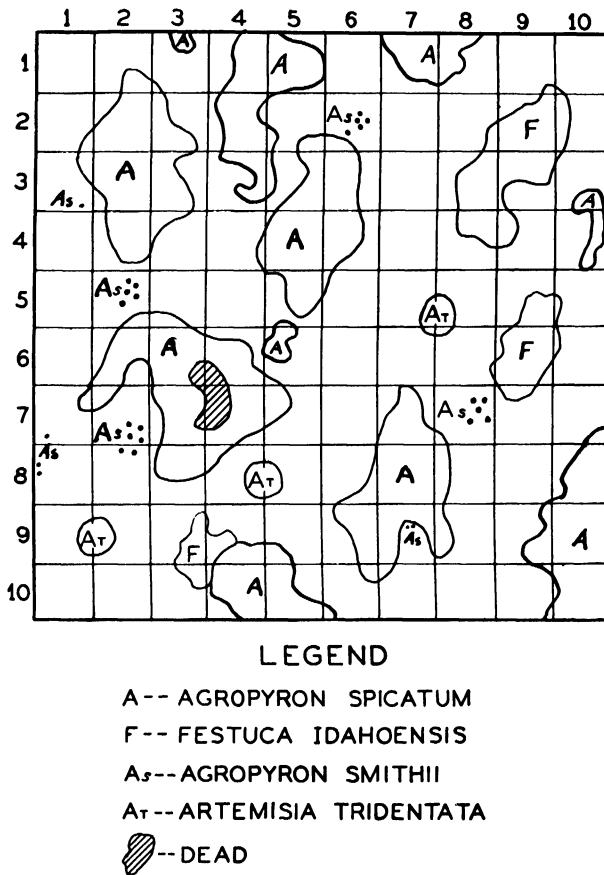 1 2 3 4 5 6 7 8 9 10
1 A A A
2 As F
3 A As. A
4 A
5 As AT
6 A A F
7 As As
8 As AT A
9 AT F As A
10 A
LEGEND
A-- AGROPYRON SPICATUM
F-- FESTUCA IDAHOENSIS
As-- AGROPYRON SMITHII
AT-- ARTEMISIA TRIDENTATA
--DEAD